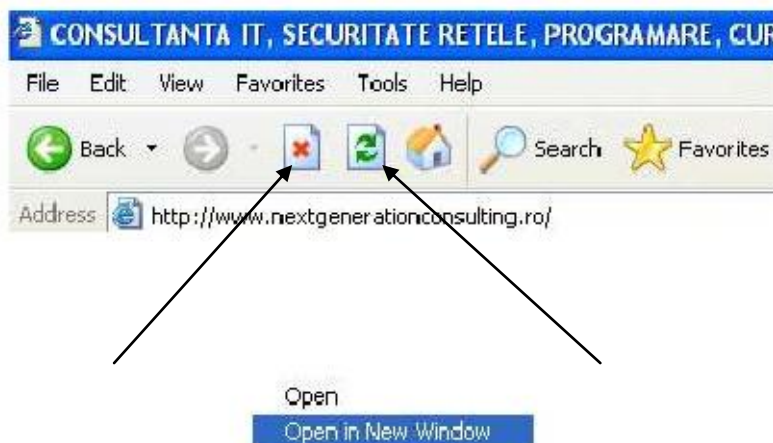 CONSULTANTA IT, SECURITATE RETELE, PROGRAMARE, CUR
File Edit View Favorites Tools Help
Back Search Favorites
Address http://www.nextgenerationconsulting.ro/
Open
Open in New Window